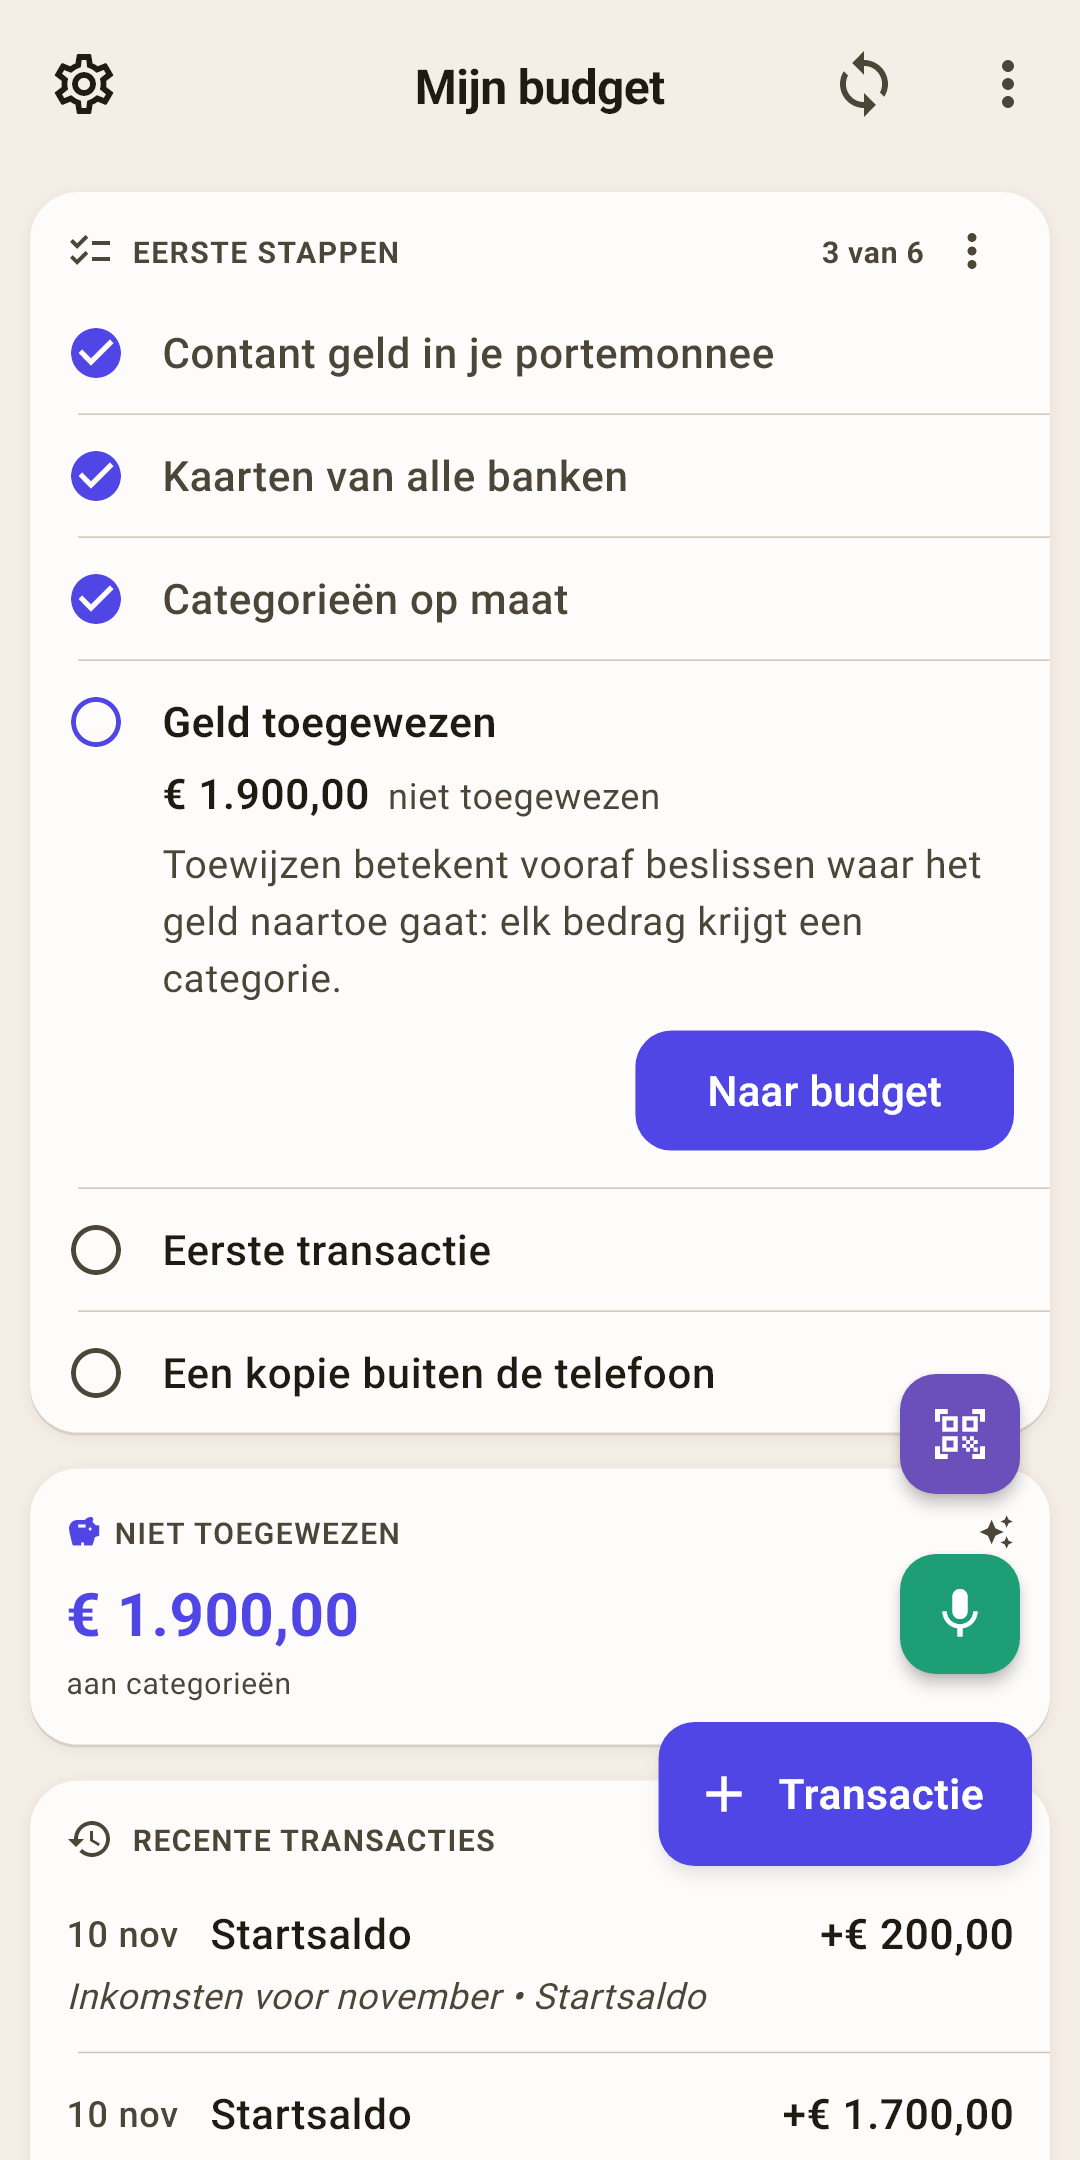 Mijn budget
EERSTE STAPPEN
3 van 6
Contant geld in je portemonnee
Kaarten van alle banken
Categorieën op maat
Geld toegewezen
€ 1.900,00 niet toegewezen
Toewijzen betekent vooraf beslissen waar het
geld naartoe gaat: elk bedrag krijgt een
categorie.
Naar budget
Eerste transactie
Een kopie buiten de telefoon
NIET TOEGEWEZEN
€ 1.900,00
aan categorieën
Transactie
RECENTE TRANSACTIES
10 nov Startsaldo +€ 200,00
Inkomsten voor november • Startsaldo
10 nov Startsaldo +€ 1.700,00